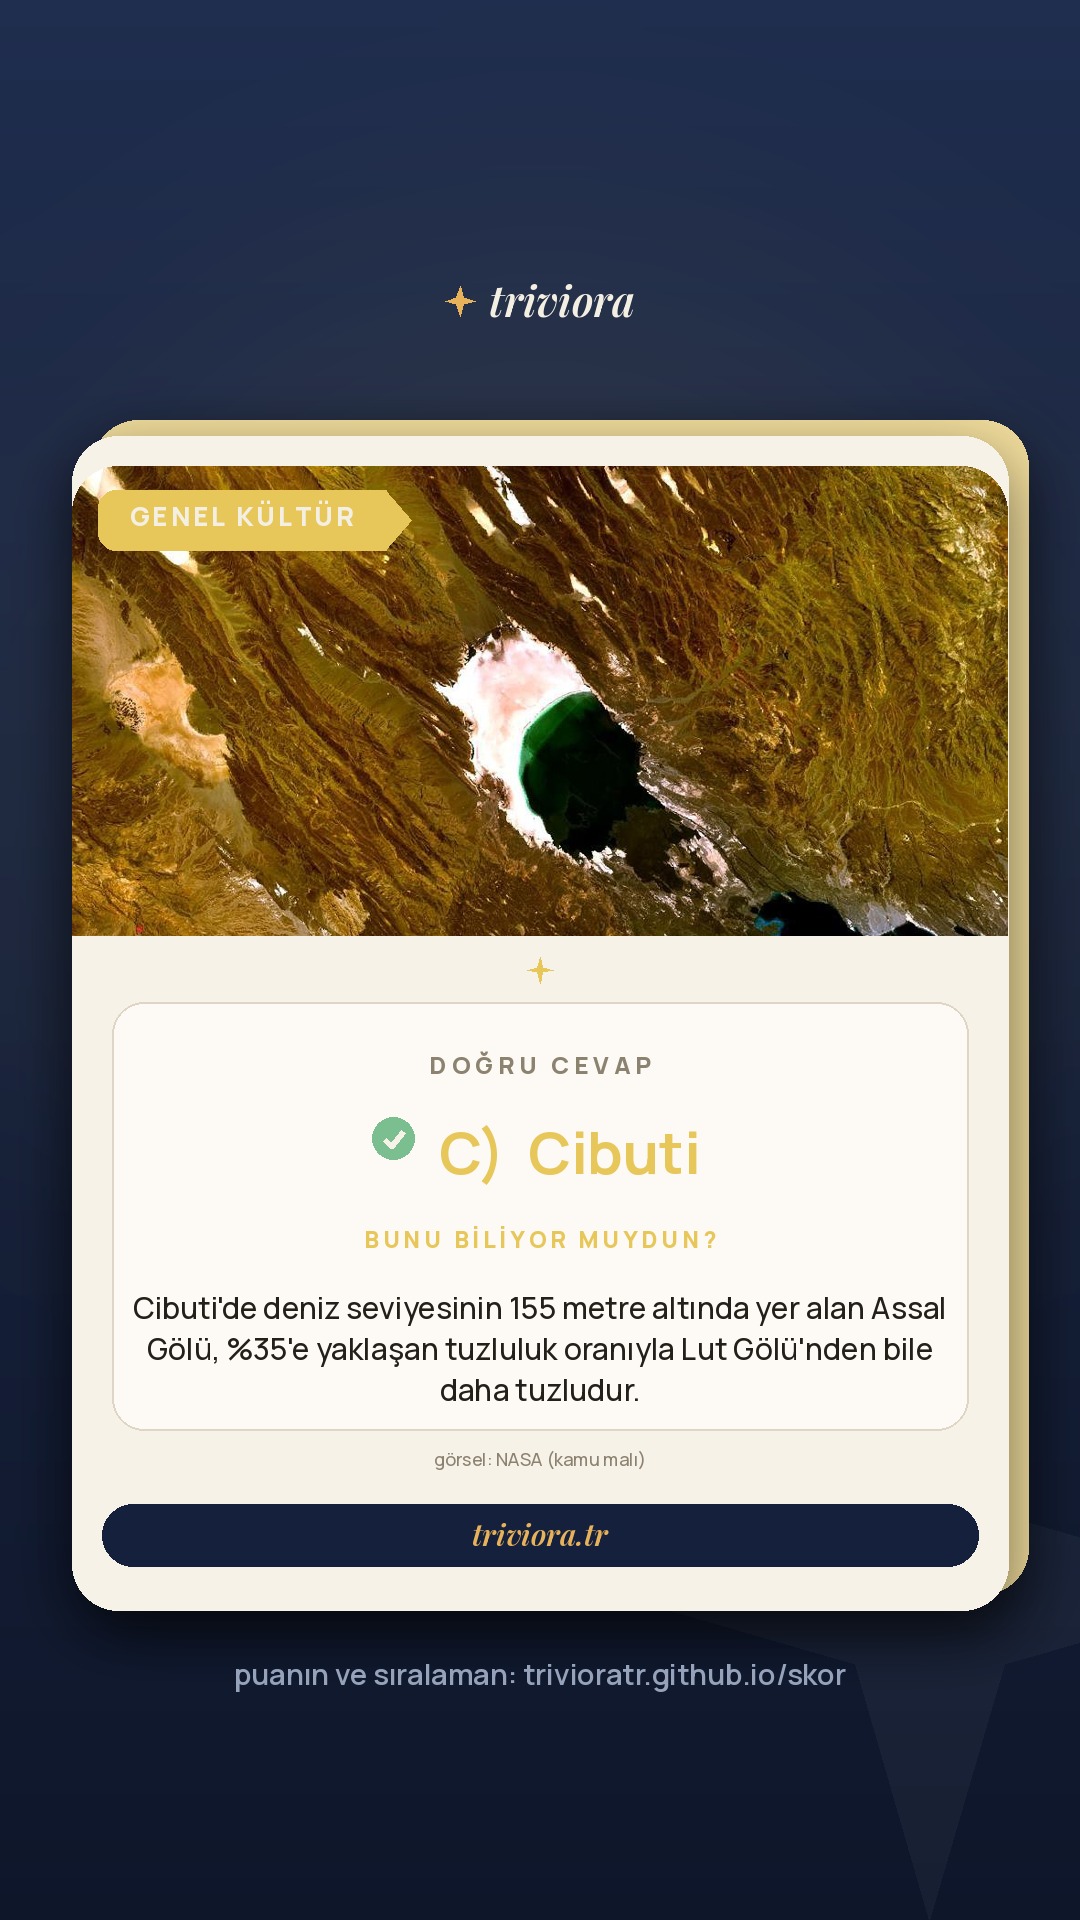 triviora
GENEL KÜLTÜR
DOĞRU CEVAP
C) Cibuti
BUNU BİLİYOR MUYDUN?
Cibuti'de deniz seviyesinin 155 metre altında yer alan Assal
Gölü, %35'e yaklaşan tuzluluk oranıyla Lut Gölü'nden bile
daha tuzludur.
görsel: NASA (kamu malı)
triviora.tr
puanın ve sıralaman: trivioratr.github.io/skor